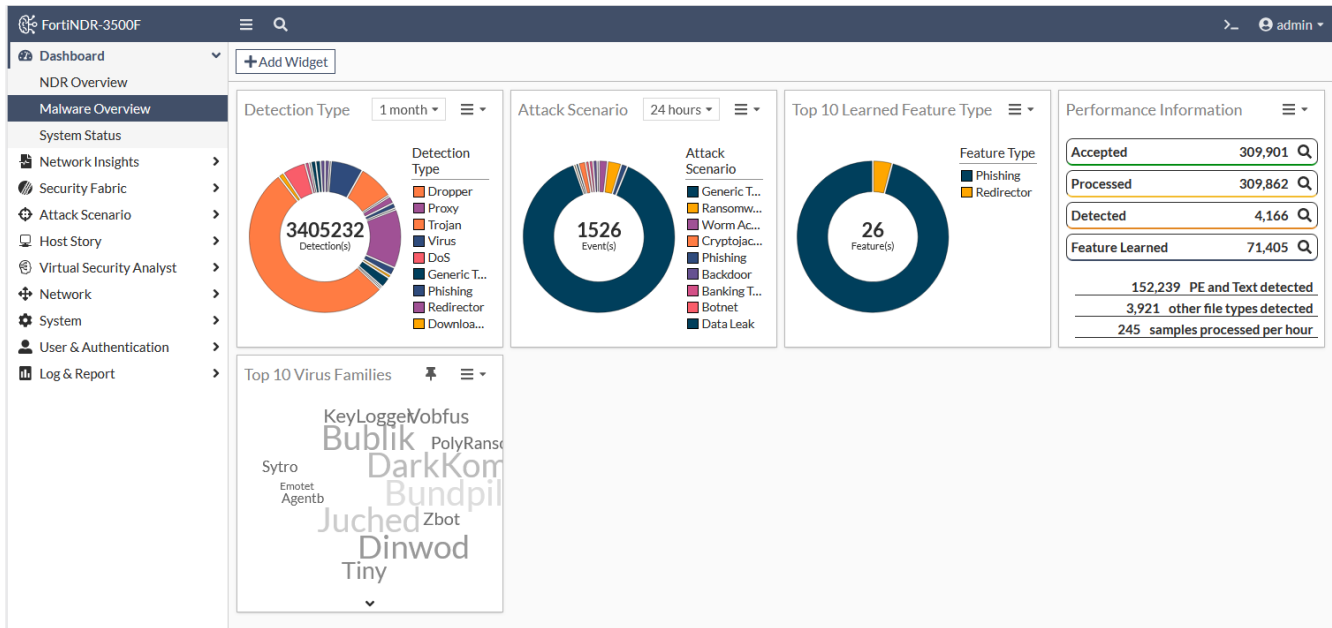 FortiNDR-3500F
>_ admin
Dashboard
NDR Overview
Malware Overview
System Status
Network Insights
Security Fabric
Attack Scenario
Host Story
Virtual Security Analyst
Network
System
User & Authentication
Log & Report
+Add Widget
Detection Type
1 month
3405232
Detection(s)
Detection
Type
Dropper
Proxy
Trojan
Virus
DoS
Generic T...
Phishing
Redirector
Downloa...
Attack Scenario
24 hours
1526
Event(s)
Attack
Scenario
Generic T...
Ransomw...
Worm Ac...
Cryptojac...
Phishing
Backdoor
Banking T...
Botnet
Data Leak
Top 10 Learned Feature Type
26
Feature(s)
Feature Type
Phishing
Redirector
Performance Information
Accepted 309,901
Processed 309,862
Detected 4,166
Feature Learned 71,405
152,239 PE and Text detected
3,921 other file types detected
245 samples processed per hour
Top 10 Virus Families
KeyLogger Vobfus
Bublik PolyRanso
Sytro DarkKom
Emotet Bundpil
Agentb
Juched Zbot
Dinwod
Tiny